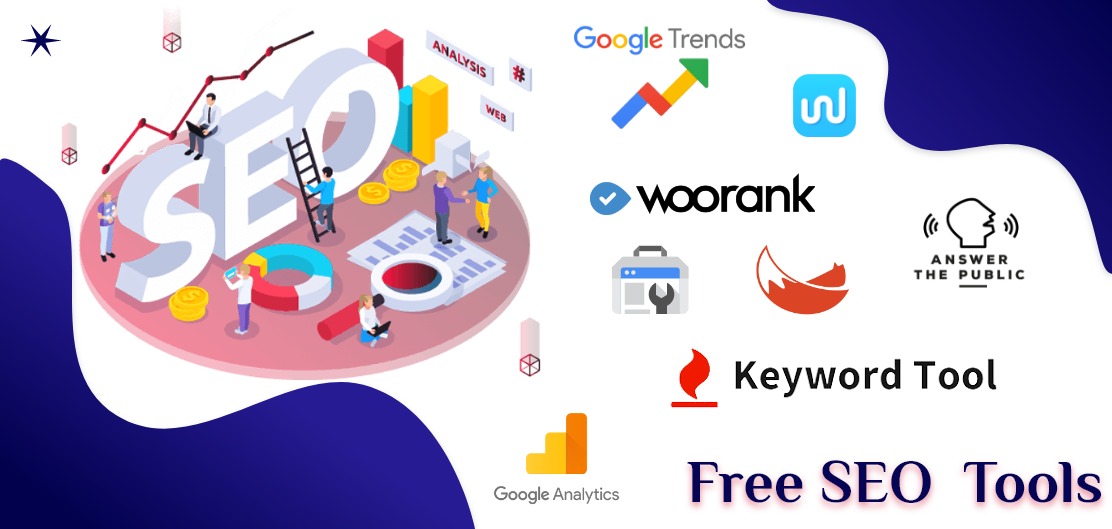 SEO
ANALYSIS
#
WEB
Google Trends
woorank
ANSWER
THE PUBLIC
Keyword Tool
Google Analytics
Free SEO Tools